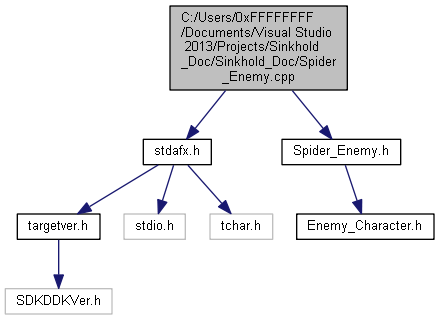 C:/Users/0xFFFFFFFF
/Documents/Visual Studio
2013/Projects/Sinkhold
_Doc/Sinkhold_Doc/Spider
_Enemy.cpp
stdafx.h
Spider_Enemy.h
targetver.h
stdio.h
tchar.h
Enemy_Character.h
SDKDDKVer.h